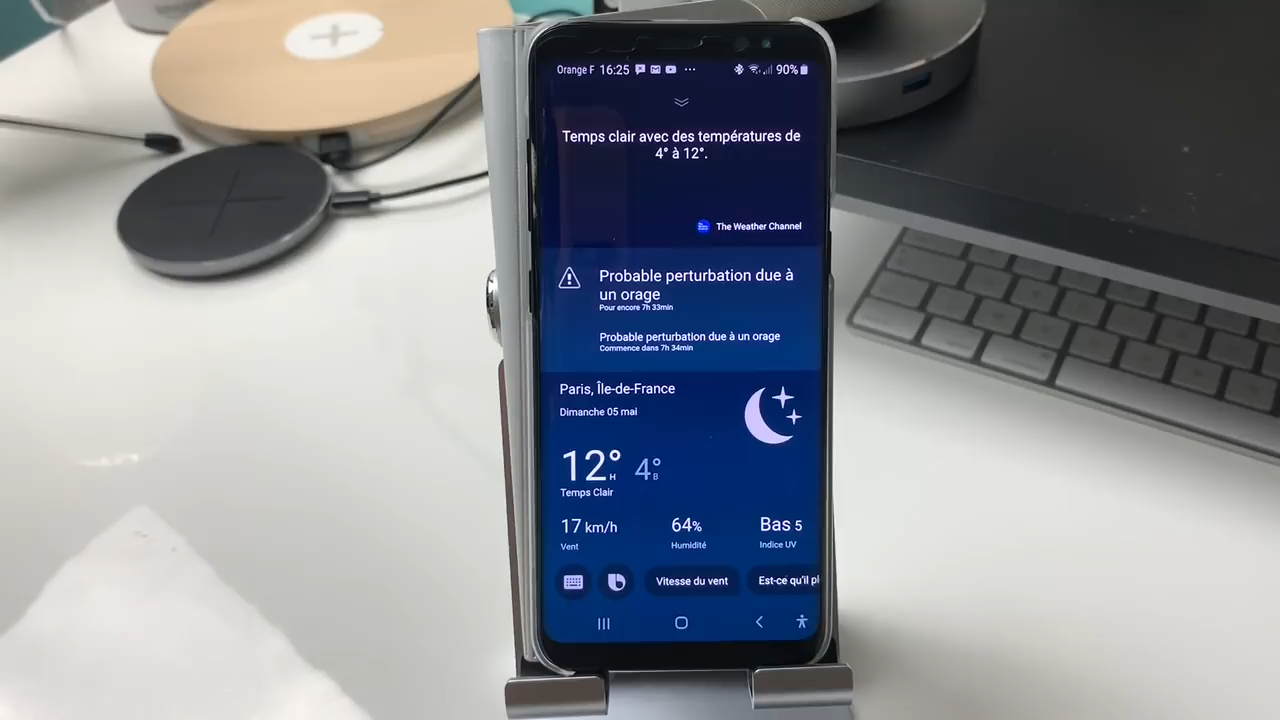 Orange F 16:25 90%
Temps clair avec des températures de
4° à 12°.
The Weather Channel
Probable perturbation due à
un orage
Pour encore 7h 33min
Probable perturbation due à un orage
Commence dans 7h 34min
Paris, Île-de-France
Dimanche 05 mai
12°H 4°B
Temps Clair
17 km/h 64% Bas 5
Vent Humidité Indice UV
Vitesse du vent Est-ce qu'il pl